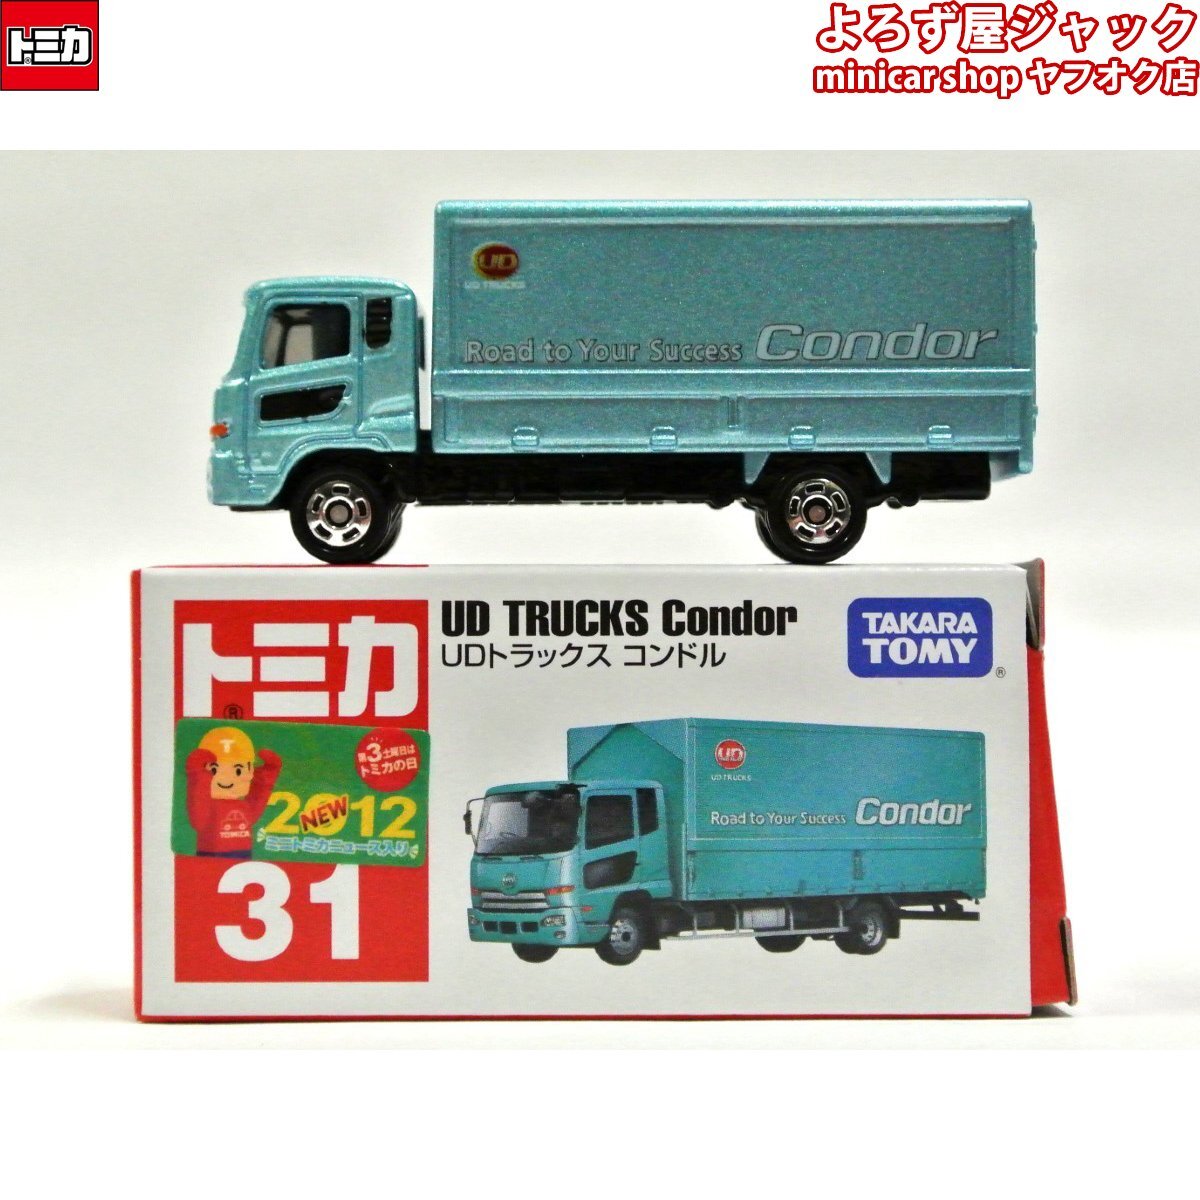 トミカ
よろず屋ジャック
minicar shop ヤフオク店
UD
UD TRUCKS
Road to Your Success Condor
トミカ
UD TRUCKS Condor
UDトラックス コンドル
TAKARA
TOMY
第3土曜日は
トミカの日
2012
NEW
ミニトミカニュース入り
TOMICA
31
UD
UD TRUCKS
Road to Your Success Condor